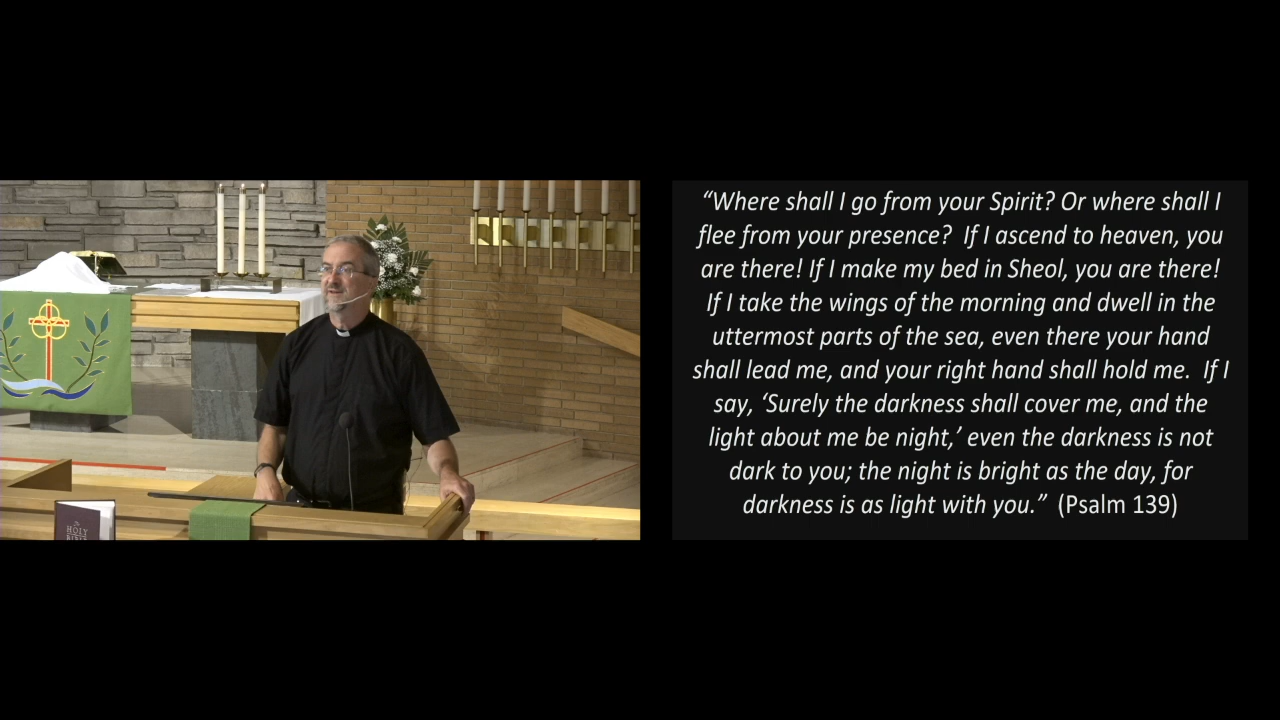 “Where shall I go from your Spirit? Or where shall I
flee from your presence?  If I ascend to heaven, you
are there! If I make my bed in Sheol, you are there!
If I take the wings of the morning and dwell in the
uttermost parts of the sea, even there your hand
shall lead me, and your right hand shall hold me.  If I
say, ‘Surely the darkness shall cover me, and the
light about me be night,’ even the darkness is not
dark to you; the night is bright as the day, for
darkness is as light with you.”  (Psalm 139)
The
HOLY
BIBLE